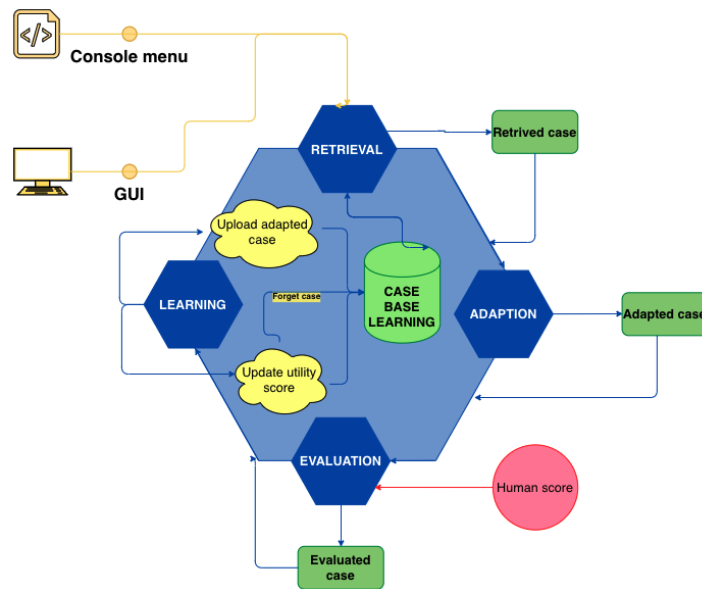 </>
Console menu
GUI
RETRIEVAL
Retrived case
Upload adapted
case
LEARNING
Forget case
CASE
BASE
LEARNING
ADAPTION
Adapted case
Update utility
score
EVALUATION
Human score
Evaluated
case